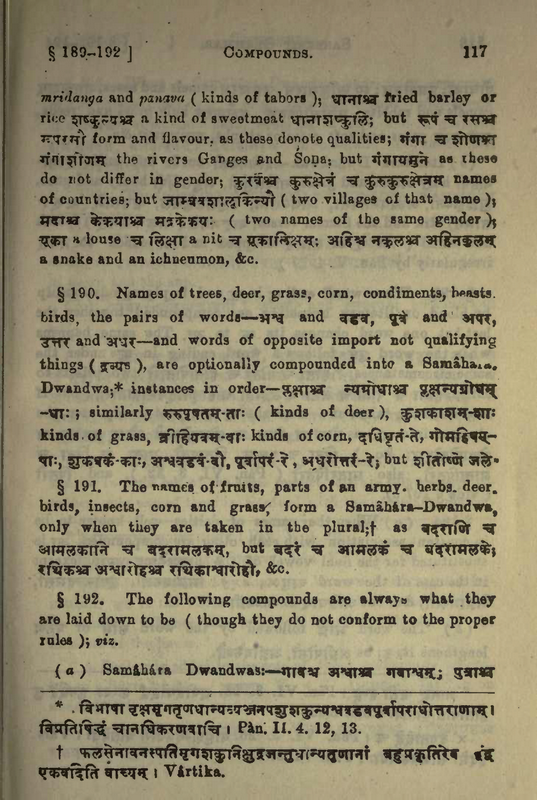 § 189-192 ] COMPOUNDS. 117
mridanga and panava ( kinds of tabors ); धानाश्च fried barley or
rice शष्कुल्यश्च a kind of sweetmeat धानाशष्कुलि; but रूपं च रसश्च
रूपरसौ form and flavour, as these denote qualities; गंगा च शोणश्च
गंगाशोणम् the rivers Ganges and Soṇa; but गंगायमुने as these
do not differ in gender; कुरवश्च कुरुक्षेत्रं च कुरुकुरुक्षेत्रम् names
of countries; but जाम्बवशालूकिन्यौ ( two villages of that name );
मद्राश्च केकयाश्च मद्रकेकयः ( two names of the same gender );
यूका a louse च लिक्षा a nit च यूकालिक्षम्; अहिश्च नकुलश्च अहिनकुलम्
a snake and an ichneumon, &c.
§ 190. Names of trees, deer, grass, corn, condiments, beasts.
birds, the pairs of words—अश्व and वडव, पूर्व and अपर,
उत्तर and अधर—and words of opposite import not qualifying
things ( द्रव्यs ), are optionally compounded into a Samâhâra.
Dwandwa;* instances in order—प्लक्षाश्च न्यग्रोधाश्च प्लक्षन्यग्रोधम्
-धाः; similarly रुरुपृषतम्-ताः ( kinds of deer ), कुशकाशम्-शाः
kinds of grass, व्रीहियवम्-वाः kinds of corn, दधिघृतं-ते, गोमहिषम्-
षाः, शुकबकं-काः, अश्ववडवं-वौ, पूर्वापरं-रे, अधरोत्तरं-रे; but शीतोष्णे जले.
§ 191. The names of fruits, parts of an army. herbs. deer.
birds, insects, corn and grass, form a Samâhára-Dwandwa,
only when they are taken in the plural;† as बदराणि च
आमलकानि च बदरामलकम्, but बदरं च आमलकं च बदरामलके;
रथिकश्च अश्वारोहश्च रथिकाश्वारोहौ, &c.
§ 192. The following compounds are always what they
are laid down to be ( though they do not conform to the proper
rules ); viz.
( a ) Samâhára Dwandwas:—गावश्च अश्वाश्च गवाश्वम्; पुत्राश्च
* . विभाषा वृक्षमृगतृणधान्यव्यञ्जनपशुशकुन्यश्ववडवपूर्वापराधरोत्तराणाम् ।
विप्रतिषिद्धं चानधिकरणवाचि । Pàṇ. II. 4. 12, 13.
† फलसेनावनस्पतिमृगशकुनिक्षुद्रजन्तुधान्यतृणानां बहुप्रकृतिरेव द्वंद्व
एकवदिति वाच्यम् । Vârtika.